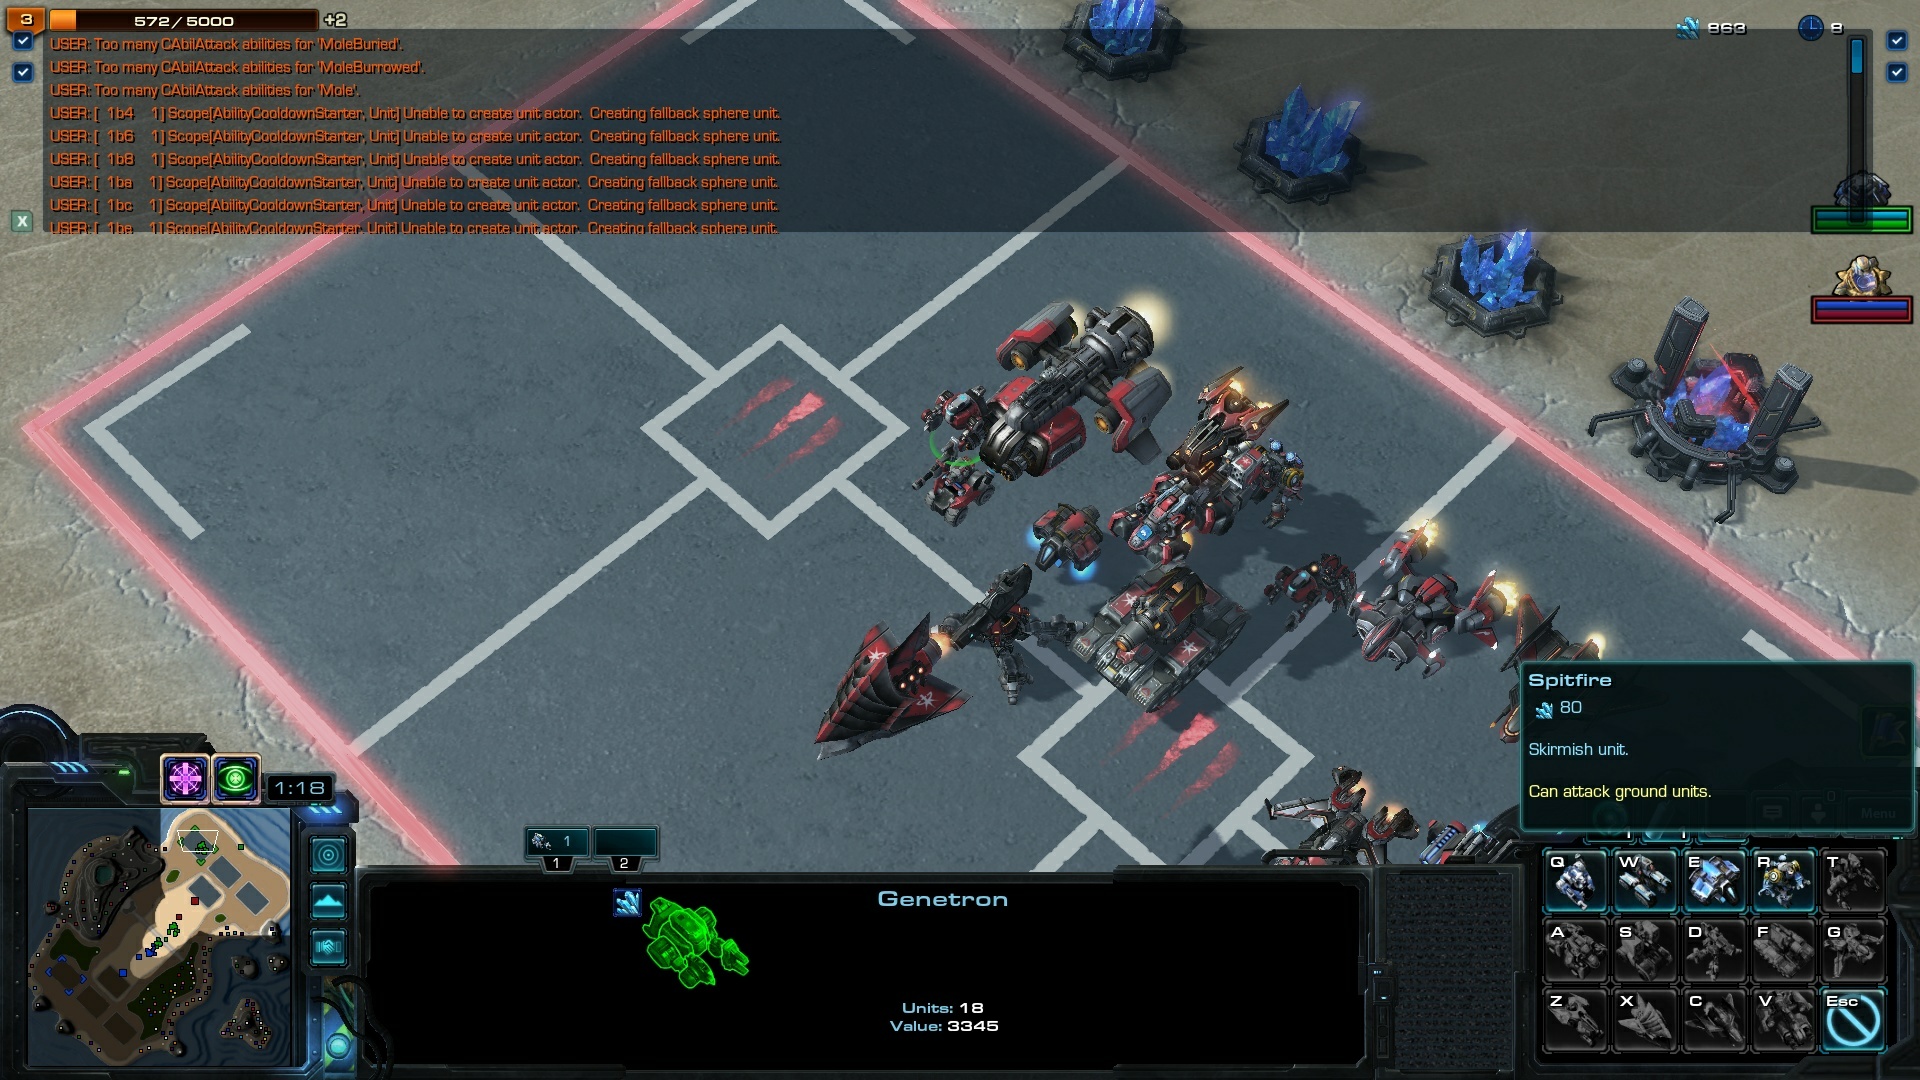 3
572/5000
+2
863
8
USER: Too many CAbilAttack abilities for 'MoleBuried'.
USER: Too many CAbilAttack abilities for 'MoleBurrowed'.
USER: Too many CAbilAttack abilities for 'Mole'.
USER: [ 1b4 1] Scope[AbilityCooldownStarter, Unit] Unable to create unit actor. Creating fallback sphere unit.
USER: [ 1b6 1] Scope[AbilityCooldownStarter, Unit] Unable to create unit actor. Creating fallback sphere unit.
USER: [ 1b8 1] Scope[AbilityCooldownStarter, Unit] Unable to create unit actor. Creating fallback sphere unit.
USER: [ 1ba 1] Scope[AbilityCooldownStarter, Unit] Unable to create unit actor. Creating fallback sphere unit.
USER: [ 1bc 1] Scope[AbilityCooldownStarter, Unit] Unable to create unit actor. Creating fallback sphere unit.
USER: [ 1be 1] Scope[AbilityCooldownStarter, Unit] Unable to create unit actor. Creating fallback sphere unit.
X
Spitfire
80
Skirmish unit.
Can attack ground units.
0
Menu
1:18
1
1 2
Genetron
Units: 18
Value: 3345
Q W E R T
A S D F G
Z X C V Esc